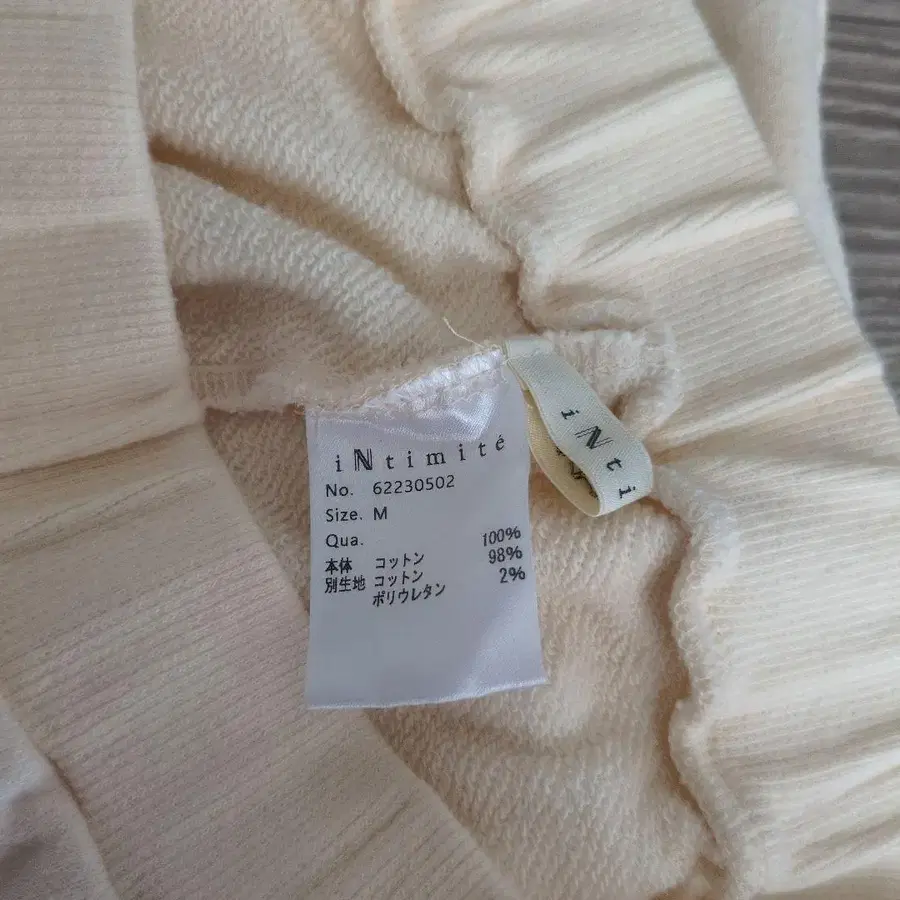 iNtimité
No. 62230502
Size. M
Qua.
本体 コットン 100%
別生地 コットン 98%
ポリウレタン 2%
iNti